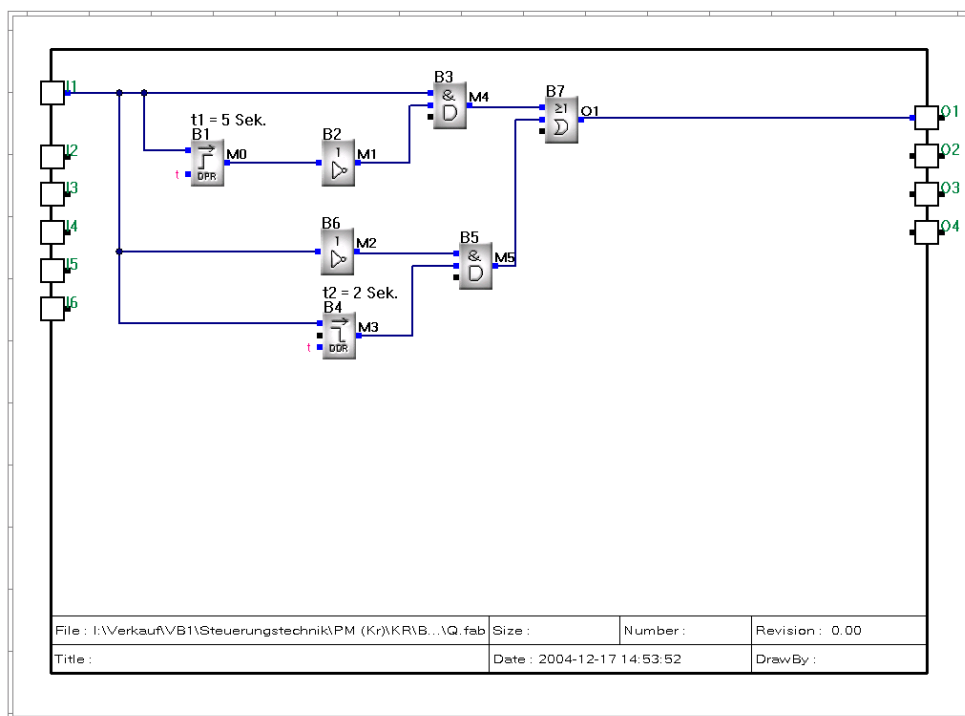 I1
I2
I3
I4
I5
I6
t1 = 5 Sek.
B1
DPR
t
M0
B2
1
M1
B3
&
M4
B7
≥1
O1
B6
1
M2
t2 = 2 Sek.
B4
DDR
t
M3
B5
&
M5
O1
O2
O3
O4
File : I:\Verkauf\VB1\Steuerungstechnik\PM (Kr)\KR\B...\Q.fab Size : Number : Revision : 0.00
Title : Date : 2004-12-17 14:53:52 DrawBy :